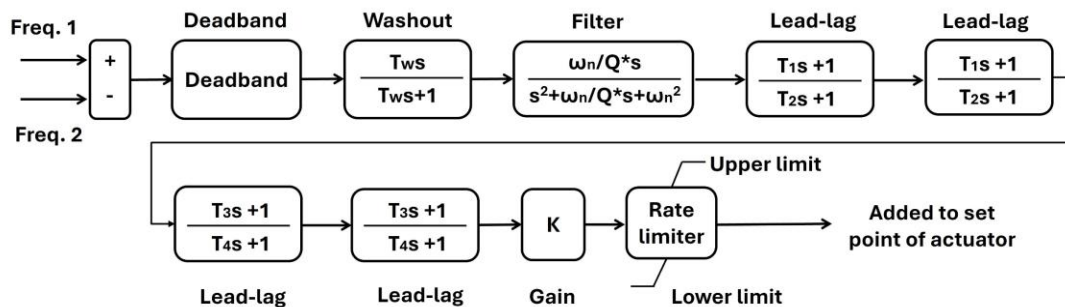 Deadband
Washout
Filter
Lead-lag
Lead-lag
Freq. 1
+
-
Freq. 2
Deadband
Tws
Tws+1
ωn/Q*s
s²+ωn/Q*s+ωn²
T1s +1
T2s +1
T1s +1
T2s +1
Upper limit
T3s +1
T4s +1
T3s +1
T4s +1
K
Rate
limiter
Added to set
point of actuator
Lead-lag
Lead-lag
Gain
Lower limit